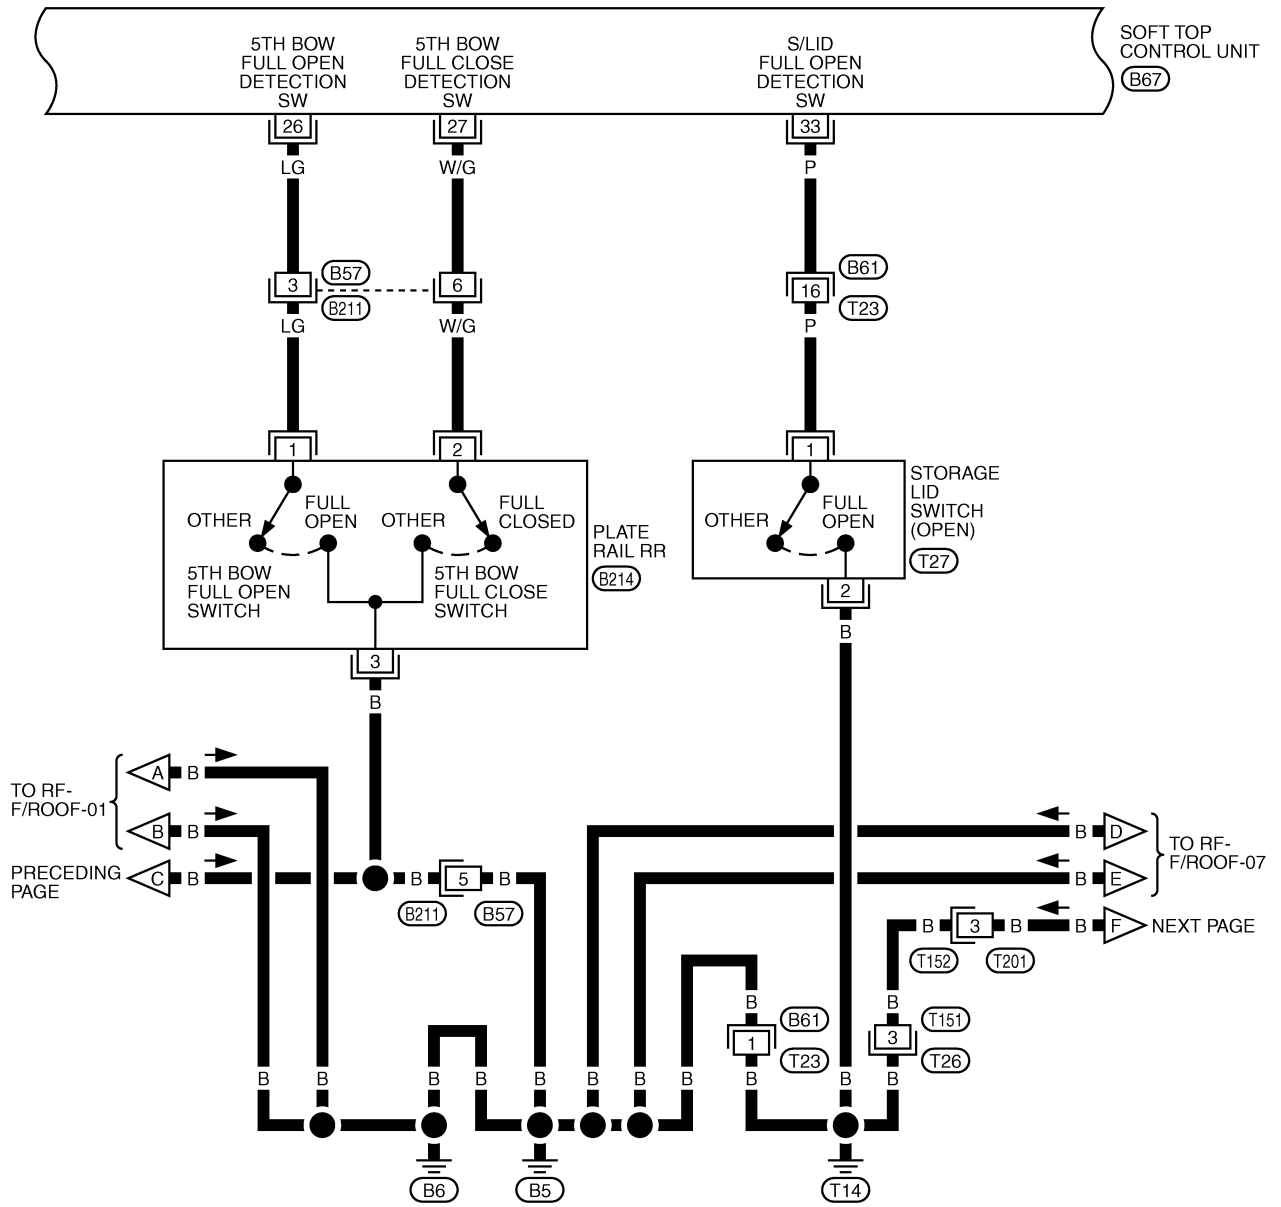 5TH BOW
FULL OPEN
DETECTION
SW
5TH BOW
FULL CLOSE
DETECTION
SW
S/LID
FULL OPEN
DETECTION
SW
SOFT TOP
CONTROL UNIT
B67
26
27
33
LG
W/G
P
3
B57
B211
6
16
B61
T23
LG
W/G
P
1
2
1
OTHER
FULL
OPEN
5TH BOW
FULL OPEN
SWITCH
OTHER
FULL
CLOSED
5TH BOW
FULL CLOSE
SWITCH
PLATE
RAIL RR
B214
OTHER
FULL
OPEN
STORAGE
LID
SWITCH
(OPEN)
T27
3
2
B
B
TO RF-
F/ROOF-01
A
B
B
B
PRECEDING
PAGE
C
B
B
5
B
B211
B57
B
D
B
E
TO RF-
F/ROOF-07
B
3
B
B
F
NEXT PAGE
T152
T201
B
1
B61
T23
B
3
T151
T26
B
B
B
B
B
B
B
B
B
B
B
B6
B5
T14